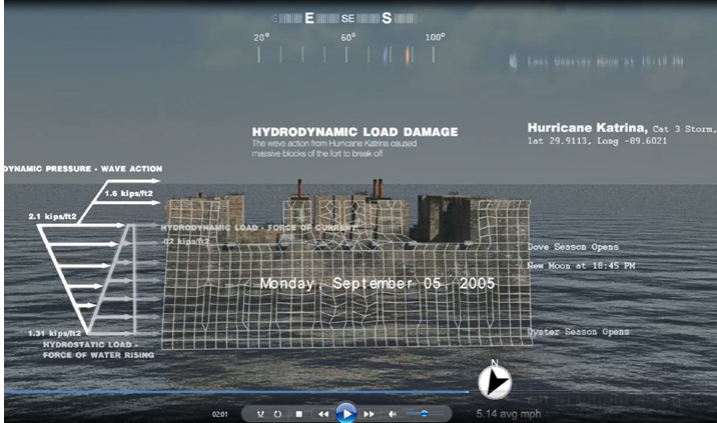 E SE S
20° 60° 100°
Last Quarter Moon at
HYDRODYNAMIC LOAD DAMAGE
The wave action from Hurricane Katrina caused
massive blocks of the fort to break off
Hurricane Katrina, Cat 3 Storm,
lat 29.9113, Long -89.6021
DYNAMIC PRESSURE - WAVE ACTION
1.6 kips/ft2
2.1 kips/ft2
HYDRODYNAMIC LOAD - FORCE OF CURRENT
.02 kips/ft2
Dove Season Opens
New Moon at 18:45 PM
Monday, September 05, 2005
1.31 kips/ft2
Oyster Season Opens
HYDROSTATIC LOAD -
FORCE OF WATER RISING
N
02:01
5.14 avg mph